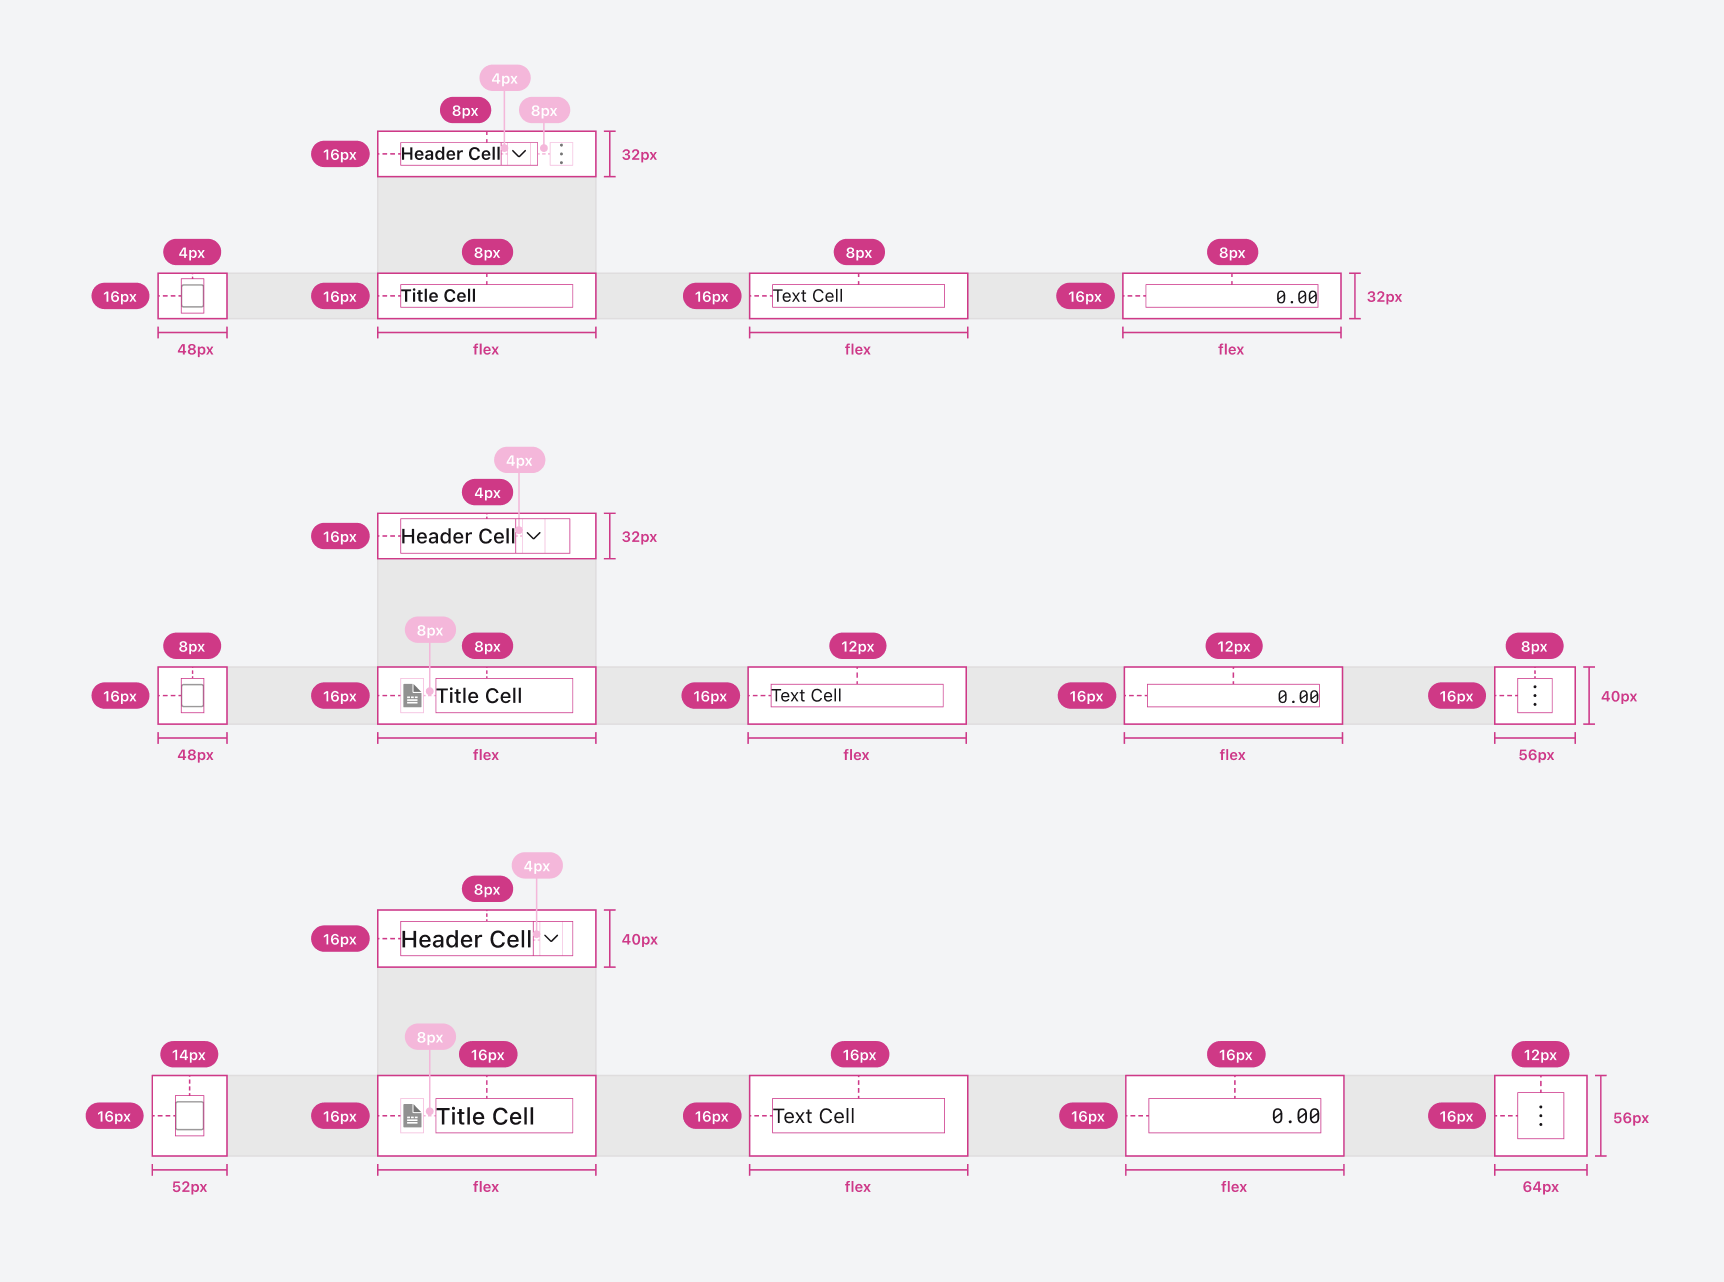 4px
8px 8px
16px Header Cell 32px
4px 8px 8px 8px
16px 16px Title Cell 16px Text Cell 16px 0.00 32px
48px flex flex flex
4px
4px
16px Header Cell 32px
8px
8px 8px 12px 12px 8px
16px 16px Title Cell 16px Text Cell 16px 0.00 16px 40px
48px flex flex flex 56px
4px
8px
16px Header Cell 40px
8px
14px 16px 16px 16px 12px
16px 16px Title Cell 16px Text Cell 16px 0.00 16px 56px
52px flex flex flex 64px